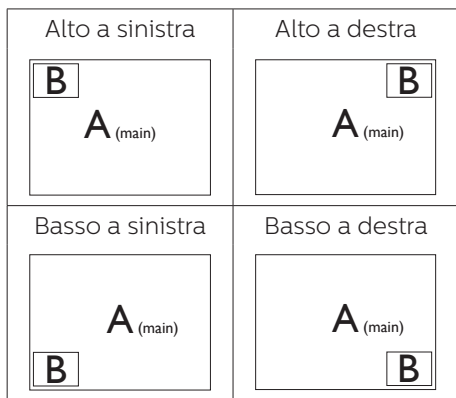 Alto a sinistra
Alto a destra
B
A (main)
B
A (main)
Basso a sinistra
Basso a destra
A (main)
B
A (main)
B